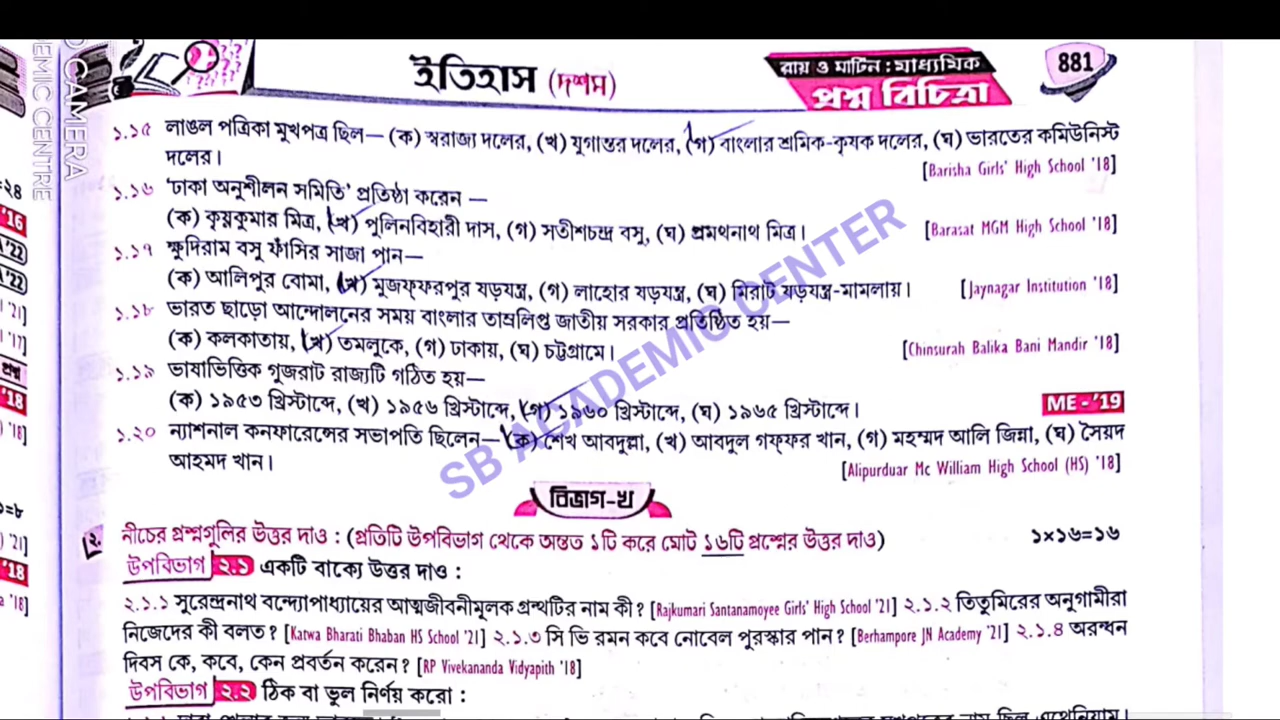 ইতিহাস (দশম)
রায় ও মার্টিন : মাধ্যমিক
প্রশ্ন বিচিত্রা
881
১.১৫ লাঙল পত্রিকা মুখপত্র ছিল— (ক) স্বরাজ্য দলের, (খ) যুগান্তর দলের, (গ) বাংলার শ্রমিক-কৃষক দলের, (ঘ) ভারতের কমিউনিস্ট
দলের। [Barisha Girls' High School '18]
১.১৬ 'ঢাকা অনুশীলন সমিতি' প্রতিষ্ঠা করেন —
(ক) কৃষ্ণকুমার মিত্র, (খ) পুলিনবিহারী দাস, (গ) সতীশচন্দ্র বসু, (ঘ) প্রমথনাথ মিত্র। [Barasat MGM High School '18]
১.১৭ ক্ষুদিরাম বসু ফাঁসির সাজা পান—
(ক) আলিপুর বোমা, (খ) মুজফ্‌ফরপুর ষড়যন্ত্র, (গ) লাহোর ষড়যন্ত্র, (ঘ) মিরাট ষড়যন্ত্র-মামলায়। [Jaynagar Institution '18]
১.১৮ ভারত ছাড়ো আন্দোলনের সময় বাংলার তাম্রলিপ্ত জাতীয় সরকার প্রতিষ্ঠিত হয়—
(ক) কলকাতায়, (খ) তমলুকে, (গ) ঢাকায়, (ঘ) চট্টগ্রামে। [Chinsurah Balika Bani Mandir '18]
১.১৯ ভাষাভিত্তিক গুজরাট রাজ্যটি গঠিত হয়—
(ক) ১৯৫৩ খ্রিস্টাব্দে, (খ) ১৯৫৬ খ্রিস্টাব্দে, (গ) ১৯৬০ খ্রিস্টাব্দে, (ঘ) ১৯৬৫ খ্রিস্টাব্দে। ME - '19
১.২০ ন্যাশনাল কনফারেন্সের সভাপতি ছিলেন— (ক) শেখ আবদুল্লা, (খ) আবদুল গফ্‌ফর খান, (গ) মহম্মদ আলি জিন্না, (ঘ) সৈয়দ
আহমদ খান। [Alipurduar Mc William High School (HS) '18]
SB ACADEMIC CENTER
বিভাগ-খ
২. নীচের প্রশ্নগুলির উত্তর দাও : (প্রতিটি উপবিভাগ থেকে অন্তত ১টি করে মোট ১৬টি প্রশ্নের উত্তর দাও) ১×১৬=১৬
উপবিভাগ ২.১ একটি বাক্যে উত্তর দাও :
২.১.১ সুরেন্দ্রনাথ বন্দ্যোপাধ্যায়ের আত্মজীবনীমূলক গ্রন্থটির নাম কী? [Rajkumari Santanamoyee Girls' High School '21] ২.১.২ তিতুমিরের অনুগামীরা
নিজেদের কী বলত? [Katwa Bharati Bhaban HS School '21] ২.১.৩ সি ভি রমন কবে নোবেল পুরস্কার পান? [Berhampore JN Academy '21] ২.১.৪ অরন্ধন
দিবস কে, কবে, কেন প্রবর্তন করেন? [RP Vivekananda Vidyapith '18]
উপবিভাগ ২.২ ঠিক বা ভুল নির্ণয় করো :